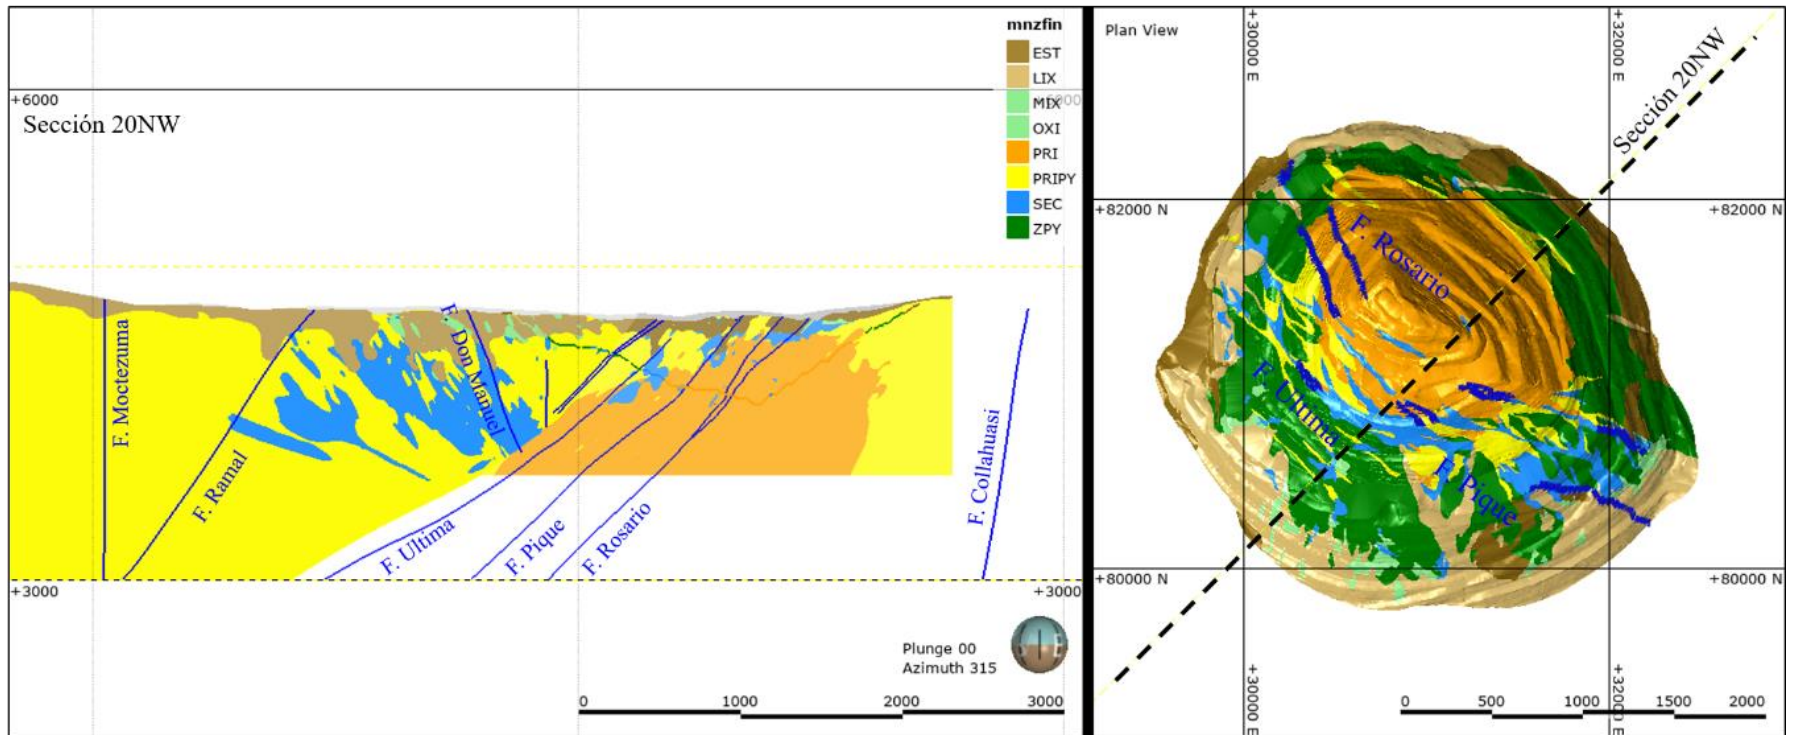 mnzfin
EST
LIX
MIX
OXI
PRI
PRIPY
SEC
ZPY
+6000
Sección 20NW
F. Moctezuma
F. Ramal
F. Don Manuel
F. Ultima
F. Pique
F. Rosario
F. Collahuasi
+3000
+3000
Plunge 00
Azimuth 315
0 1000 2000 3000
Plan View
+30000 E
+32000 E
Sección 20NW
+82000 N
+82000 N
F. Rosario
F. Ultima
F. Pique
+80000 N
+80000 N
+30000 E
+32000 E
0 500 1000 1500 2000